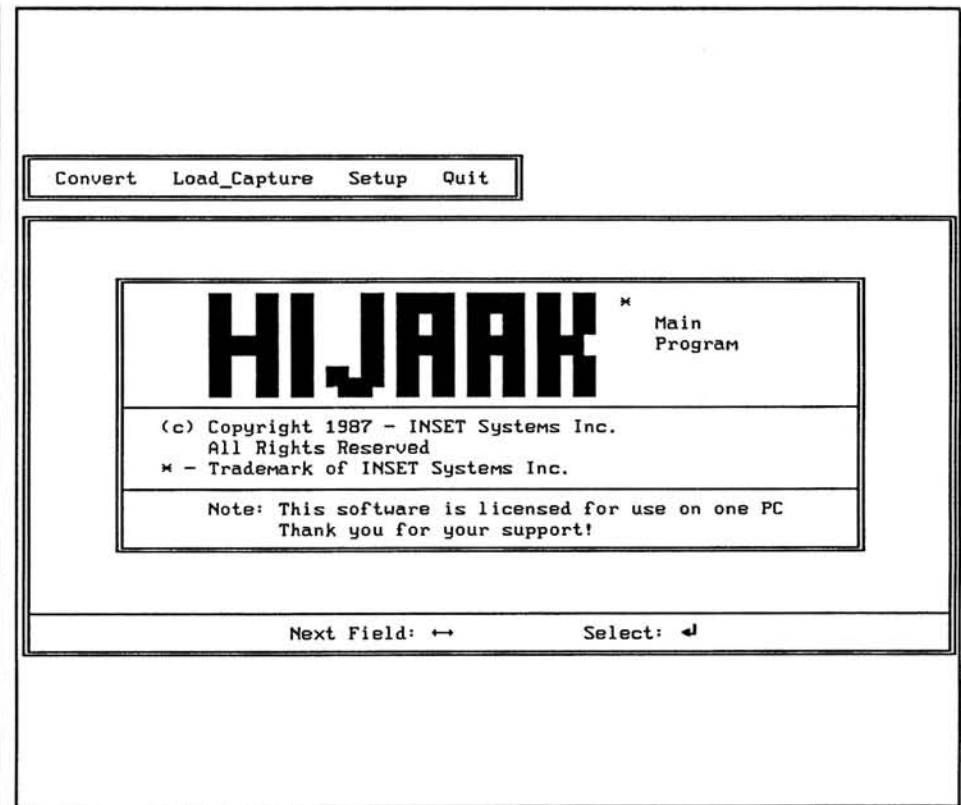 Convert Load_Capture Setup Quit
HIJAAK *
Main
Program
(c) Copyright 1987 - INSET Systems Inc.
All Rights Reserved
* - Trademark of INSET Systems Inc.
Note: This software is licensed for use on one PC
Thank you for your support!
Next Field: ↔ Select: ↵